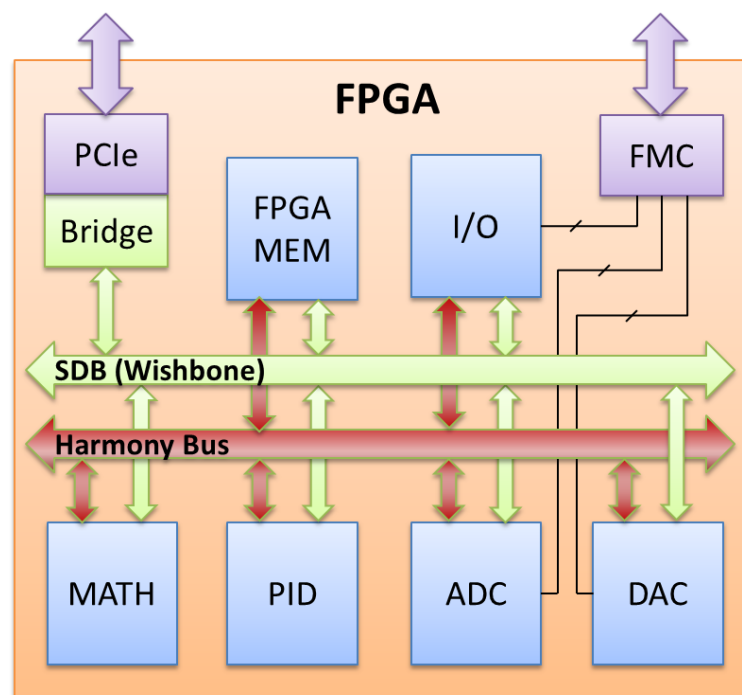 FPGA
PCIe
Bridge
FPGA
MEM
I/O
FMC
SDB (Wishbone)
Harmony Bus
MATH
PID
ADC
DAC